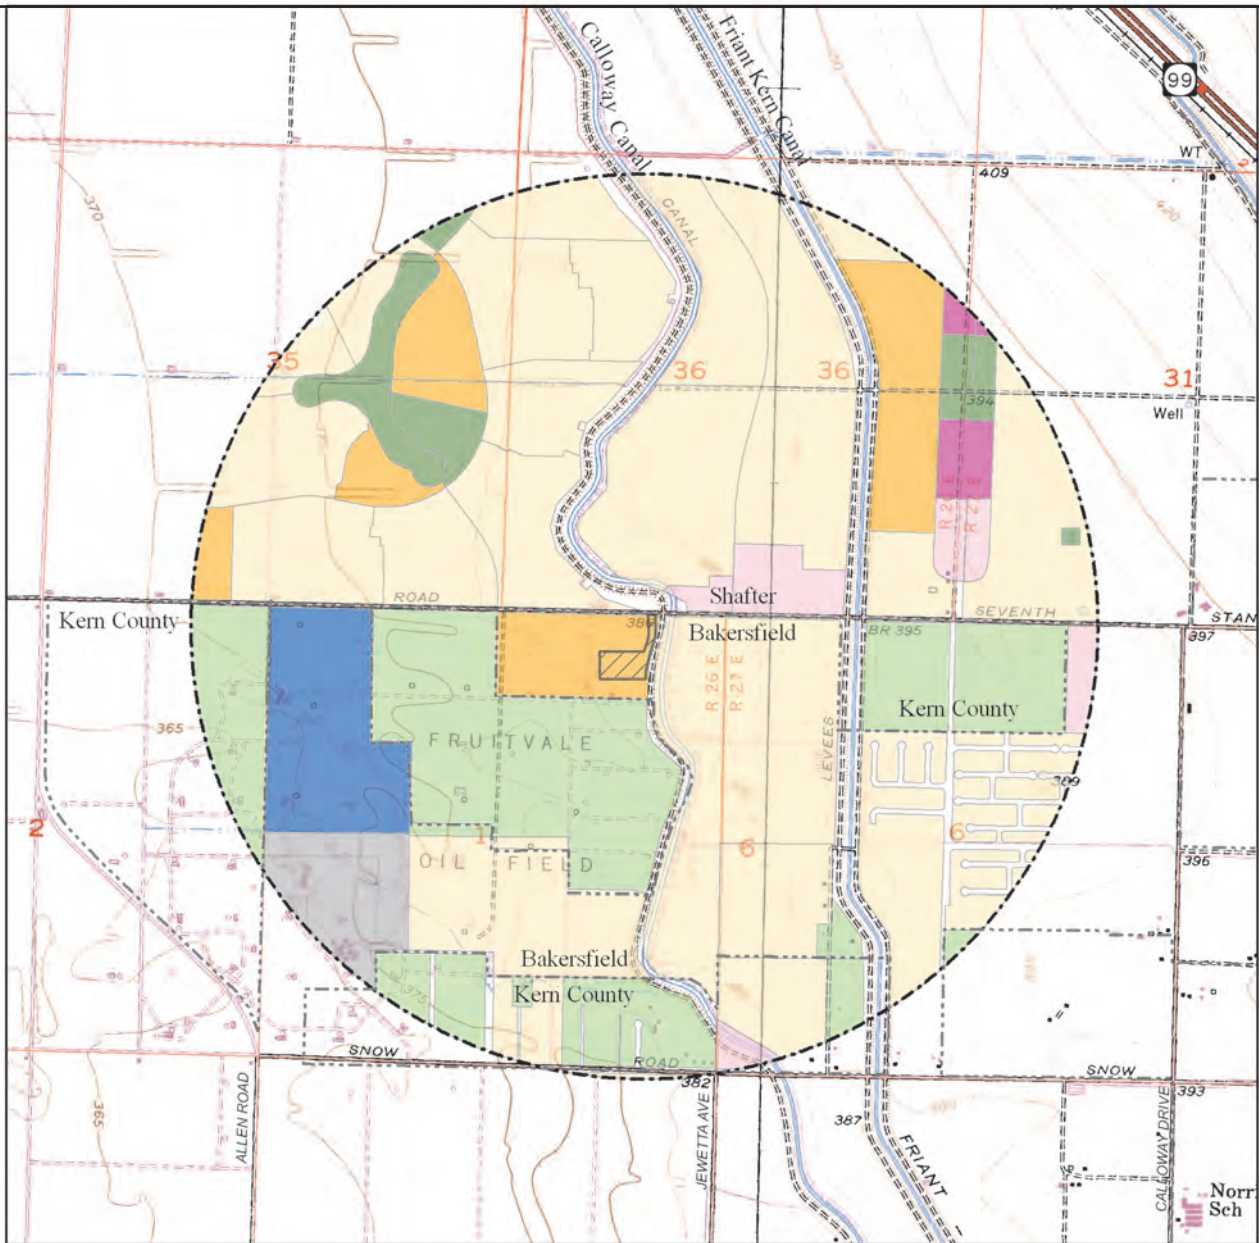 Calloway Canal
Friant Kern Canal
99
WT
409
370
CANAL
35
36
36
31
394
Well
R 26 E
R 27 E
ROAD
Shafter
SEVENTH
STAN
Kern County
386
Bakersfield
BR 395
397
R 26 E
R 27 E
Kern County
365
FRUITVALE
LEVEES
389
2
1
6
6
OIL FIELD
396
Bakersfield
375
Kern County
SNOW
ROAD
382
SNOW
393
387
365
ALLEN ROAD
JEWETTA AVE
FRIANT
CALLOWAY DRIVE
Norr
Sch